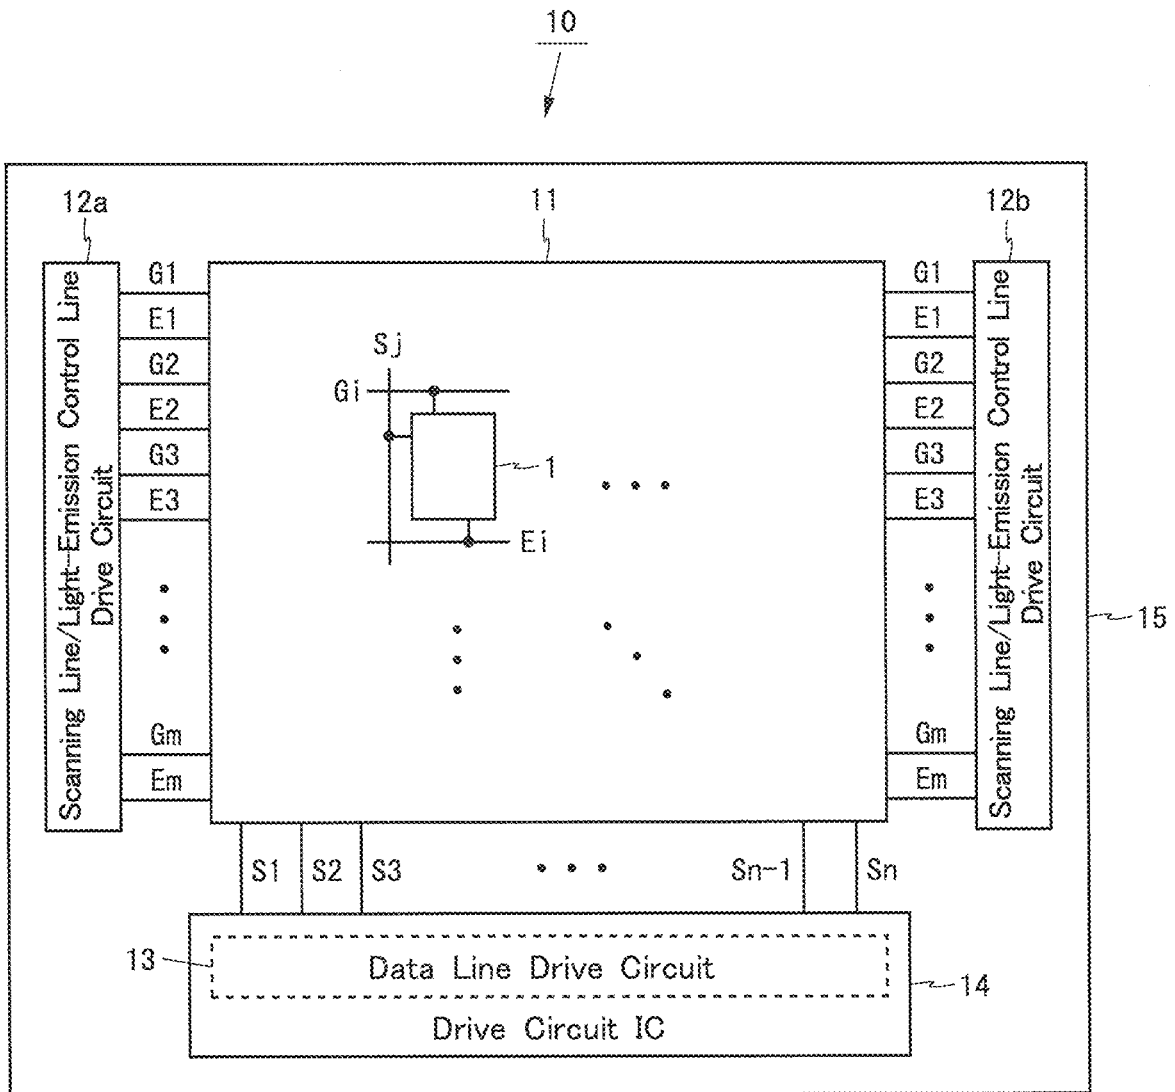 10
12a
11
12b
Scanning Line/Light-Emission Control Line
Drive Circuit
G1
E1
G2
E2
G3
E3
Gm
Em
Sj
Gi
1
Ei
G1
E1
G2
E2
G3
E3
Gm
Em
Scanning Line/Light-Emission Control Line
Drive Circuit
15
S1 S2 S3 Sn-1 Sn
13
Data Line Drive Circuit
14
Drive Circuit IC